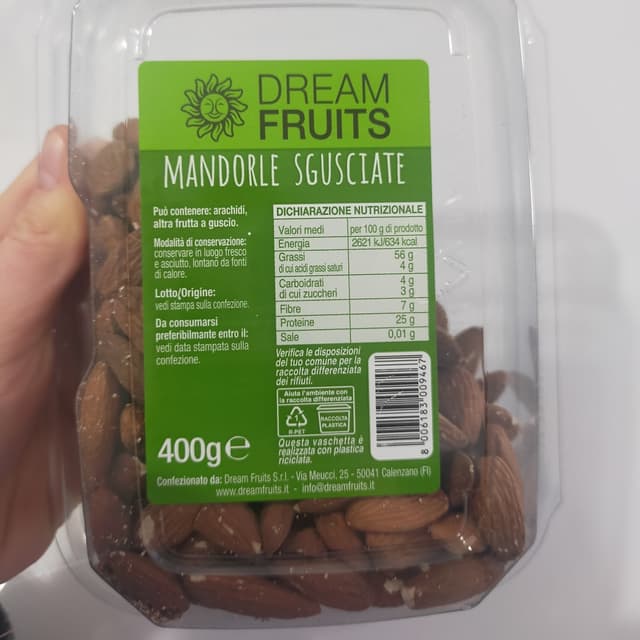 DREAM
FRUITS
MANDORLE SGUSCIATE
Può contenere: arachidi,
altra frutta a guscio.
Modalità di conservazione:
conservare in luogo fresco
e asciutto, lontano da fonti
di calore.
Lotto/Origine:
vedi stampa sulla confezione.
Da consumarsi
preferibilmente entro il:
vedi data stampata sulla
confezione.
DICHIARAZIONE NUTRIZIONALE
Valori medi per 100 g di prodotto
Energia 2621 kJ/634 kcal
Grassi 56 g
di cui acidi grassi saturi 4 g
Carboidrati 4 g
di cui zuccheri 3 g
Fibre 7 g
Proteine 25 g
Sale 0,01 g
Verifica le disposizioni
del tuo comune per la
raccolta differenziata
dei rifiuti.
Aiuta l'ambiente con
la raccolta differenziata
1
R-PET
RACCOLTA
PLASTICA
Questa vaschetta è
realizzata con plastica
riciclata.
8 006183 009467
400g e
Confezionato da: Dream Fruits S.r.l. - Via Meucci, 25 - 50041 Calenzano (FI)
www.dreamfruits.it - info@dreamfruits.it